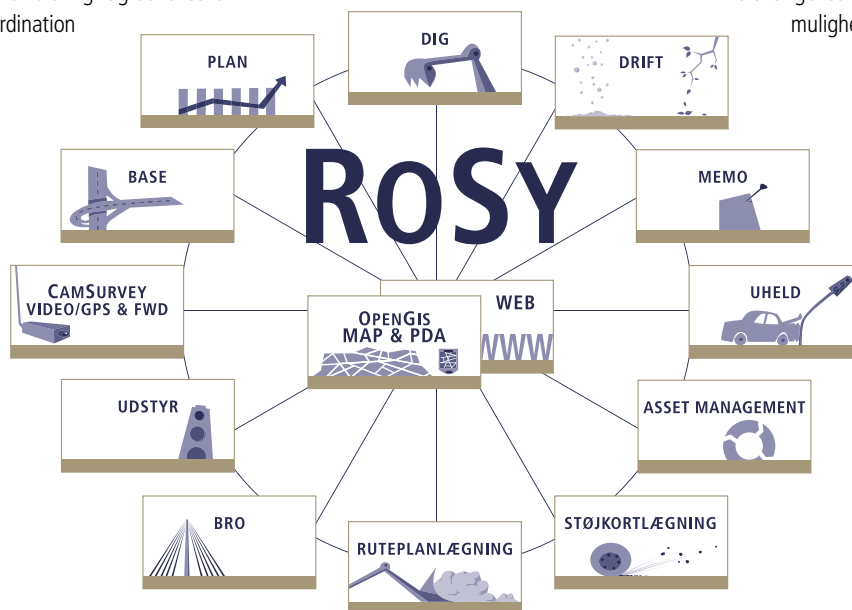 rdination
mulighe
DIG
PLAN
DRIFT
BASE
MEMO
ROSY
CAMSURVEY
VIDEO/GPS & FWD
OPENGIS
MAP & PDA
WEB
WWW
UHELD
UDSTYR
ASSET MANAGEMENT
BRO
RUTEPLANLÆGNING
STØJKORTLÆGNING